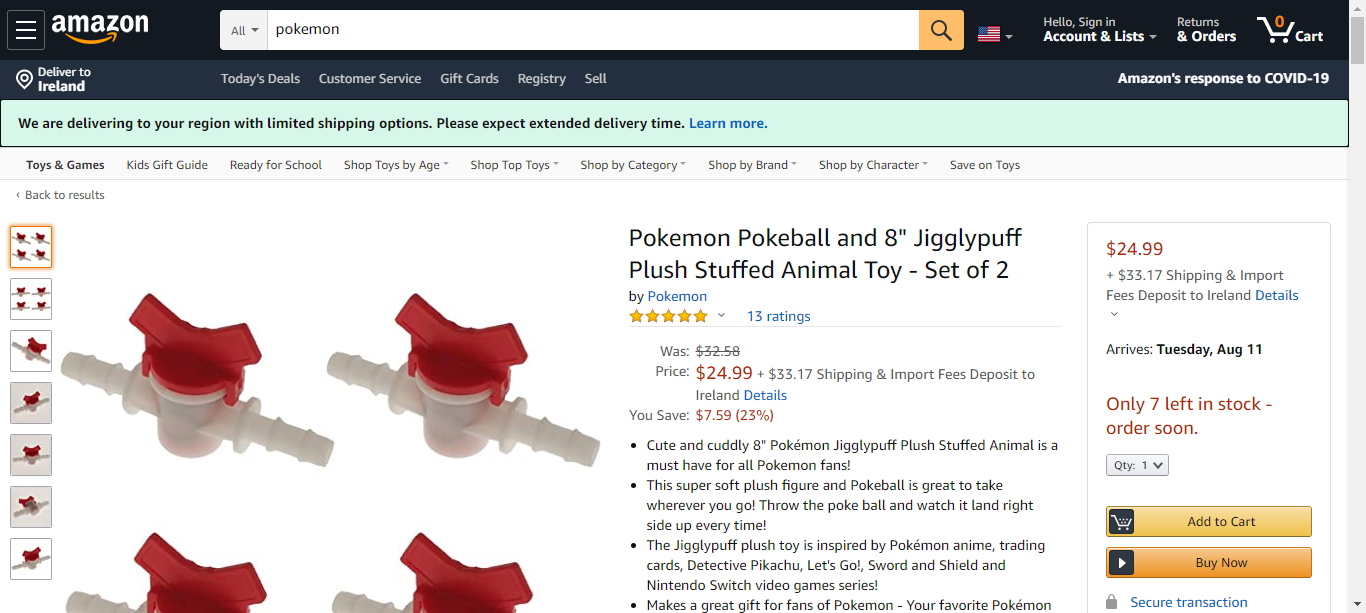 amazon
All
pokemon
Hello, Sign in
Account & Lists
Returns
& Orders
0
Cart
Deliver to
Ireland
Today's Deals Customer Service Gift Cards Registry Sell
Amazon's response to COVID-19
We are delivering to your region with limited shipping options. Please expect extended delivery time. Learn more.
Toys & Games Kids Gift Guide Ready for School Shop Toys by Age Shop Top Toys Shop by Category Shop by Brand Shop by Character Save on Toys
‹ Back to results
Pokemon Pokeball and 8" Jigglypuff
Plush Stuffed Animal Toy - Set of 2
by Pokemon
13 ratings
Was: $32.58
Price: $24.99 + $33.17 Shipping & Import Fees Deposit to
Ireland Details
You Save: $7.59 (23%)
• Cute and cuddly 8" Pokémon Jigglypuff Plush Stuffed Animal is a
must have for all Pokemon fans!
• This super soft plush figure and Pokeball is great to take
wherever you go! Throw the poke ball and watch it land right
side up every time!
• The Jigglypuff plush toy is inspired by Pokémon anime, trading
cards, Detective Pikachu, Let's Go!, Sword and Shield and
Nintendo Switch video games series!
• Makes a great gift for fans of Pokemon - Your favorite Pokémon
$24.99
+ $33.17 Shipping & Import
Fees Deposit to Ireland Details
Arrives: Tuesday, Aug 11
Only 7 left in stock -
order soon.
Qty: 1
Add to Cart
Buy Now
Secure transaction